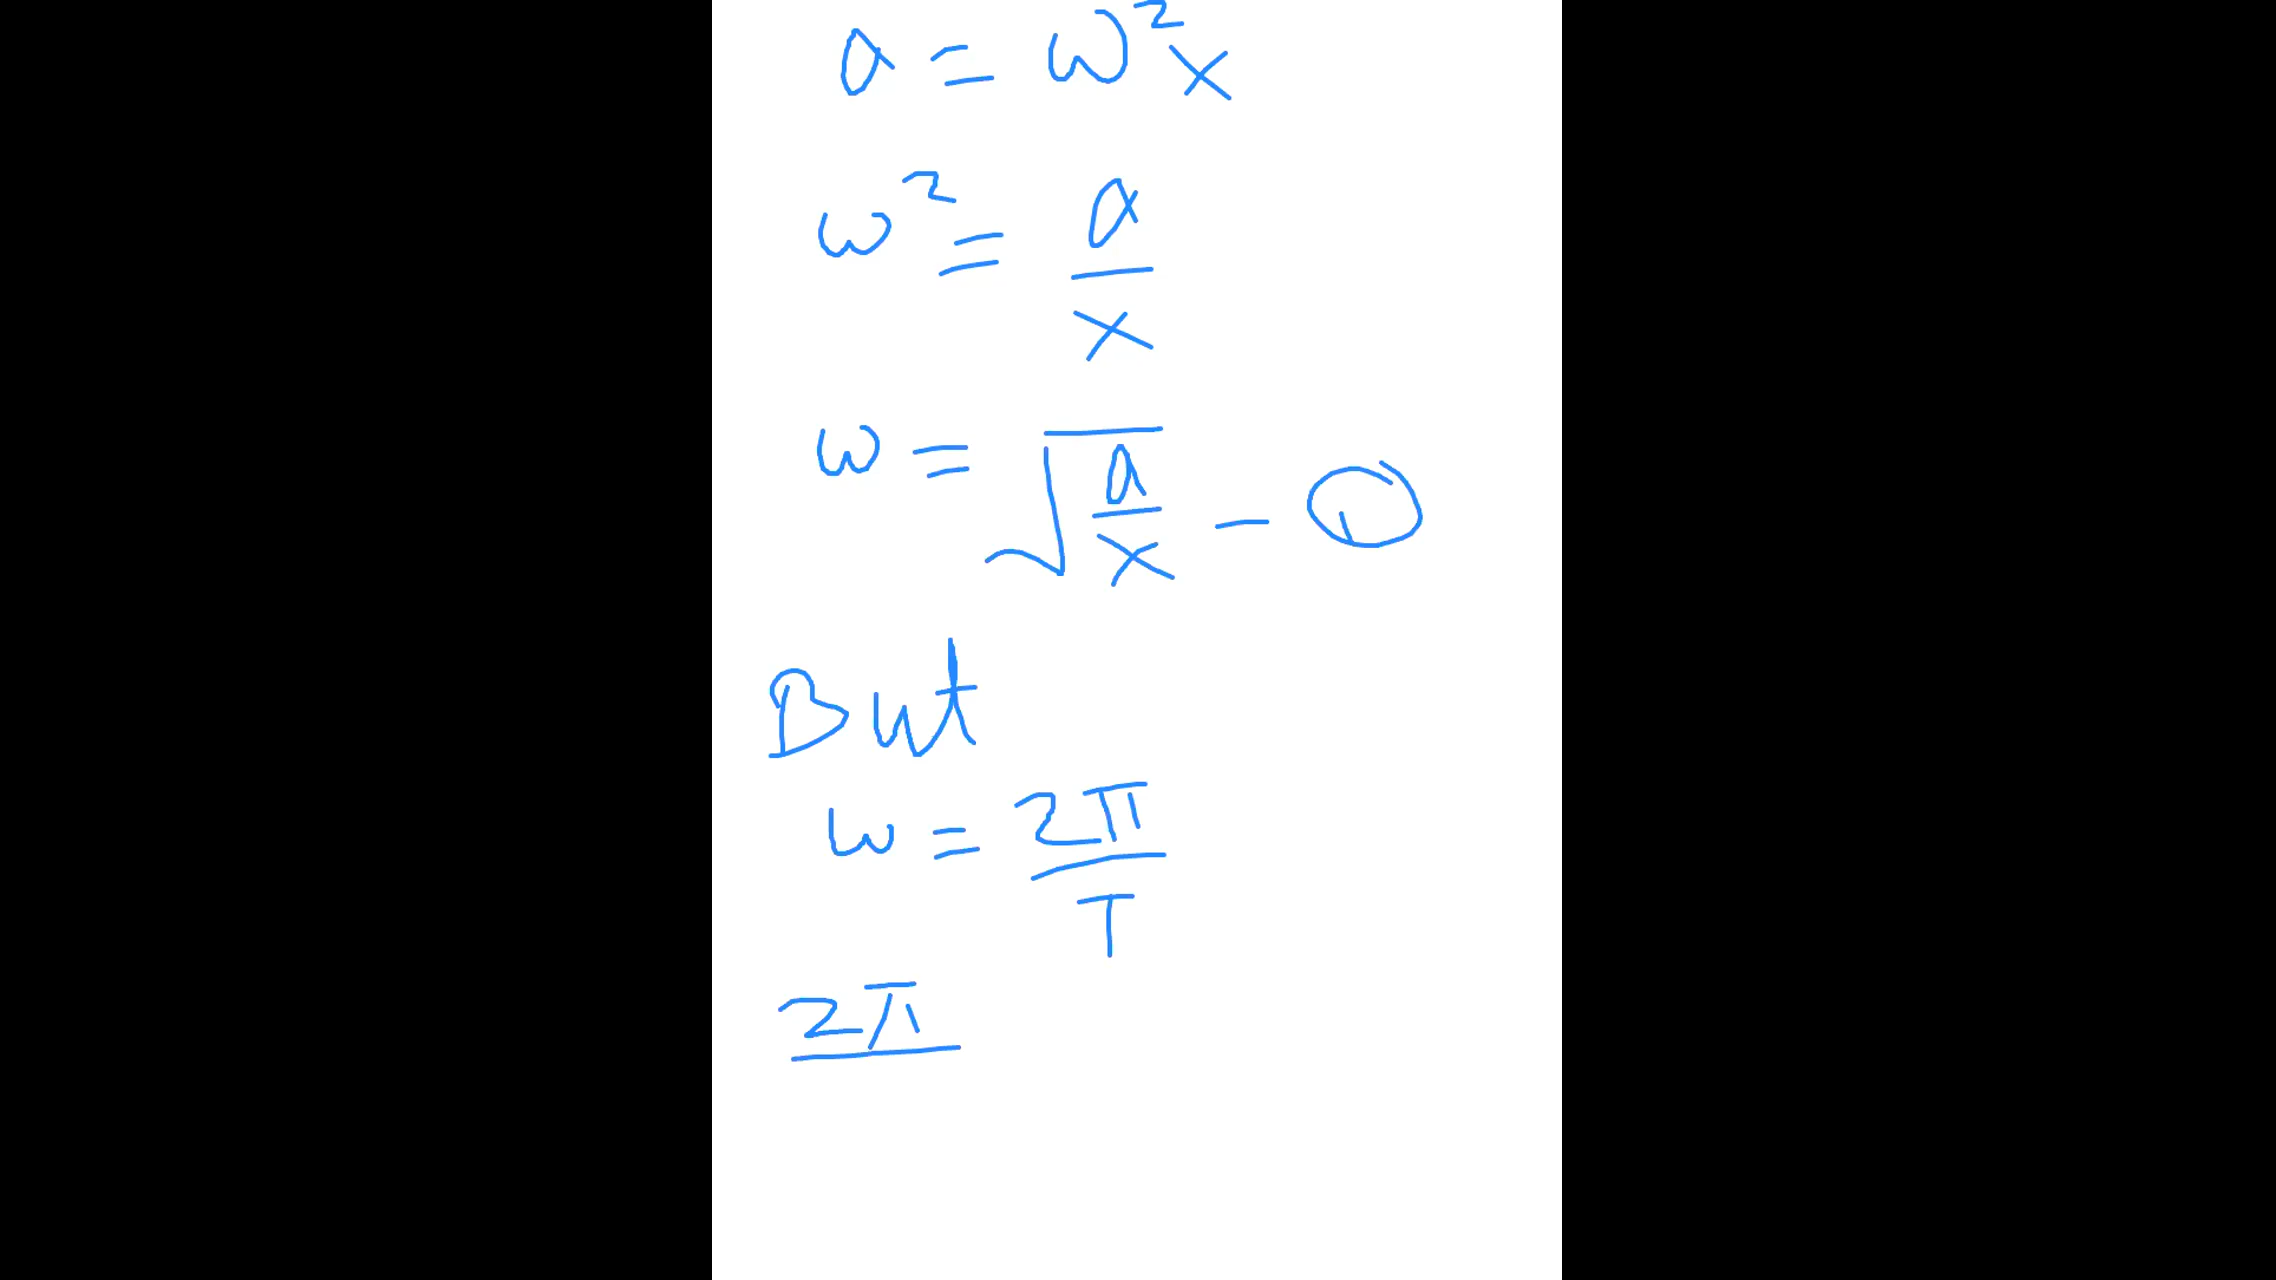 a = ω²x
ω² = a/x
ω = √(a/x) - ①
But
ω = 2π/T
2π